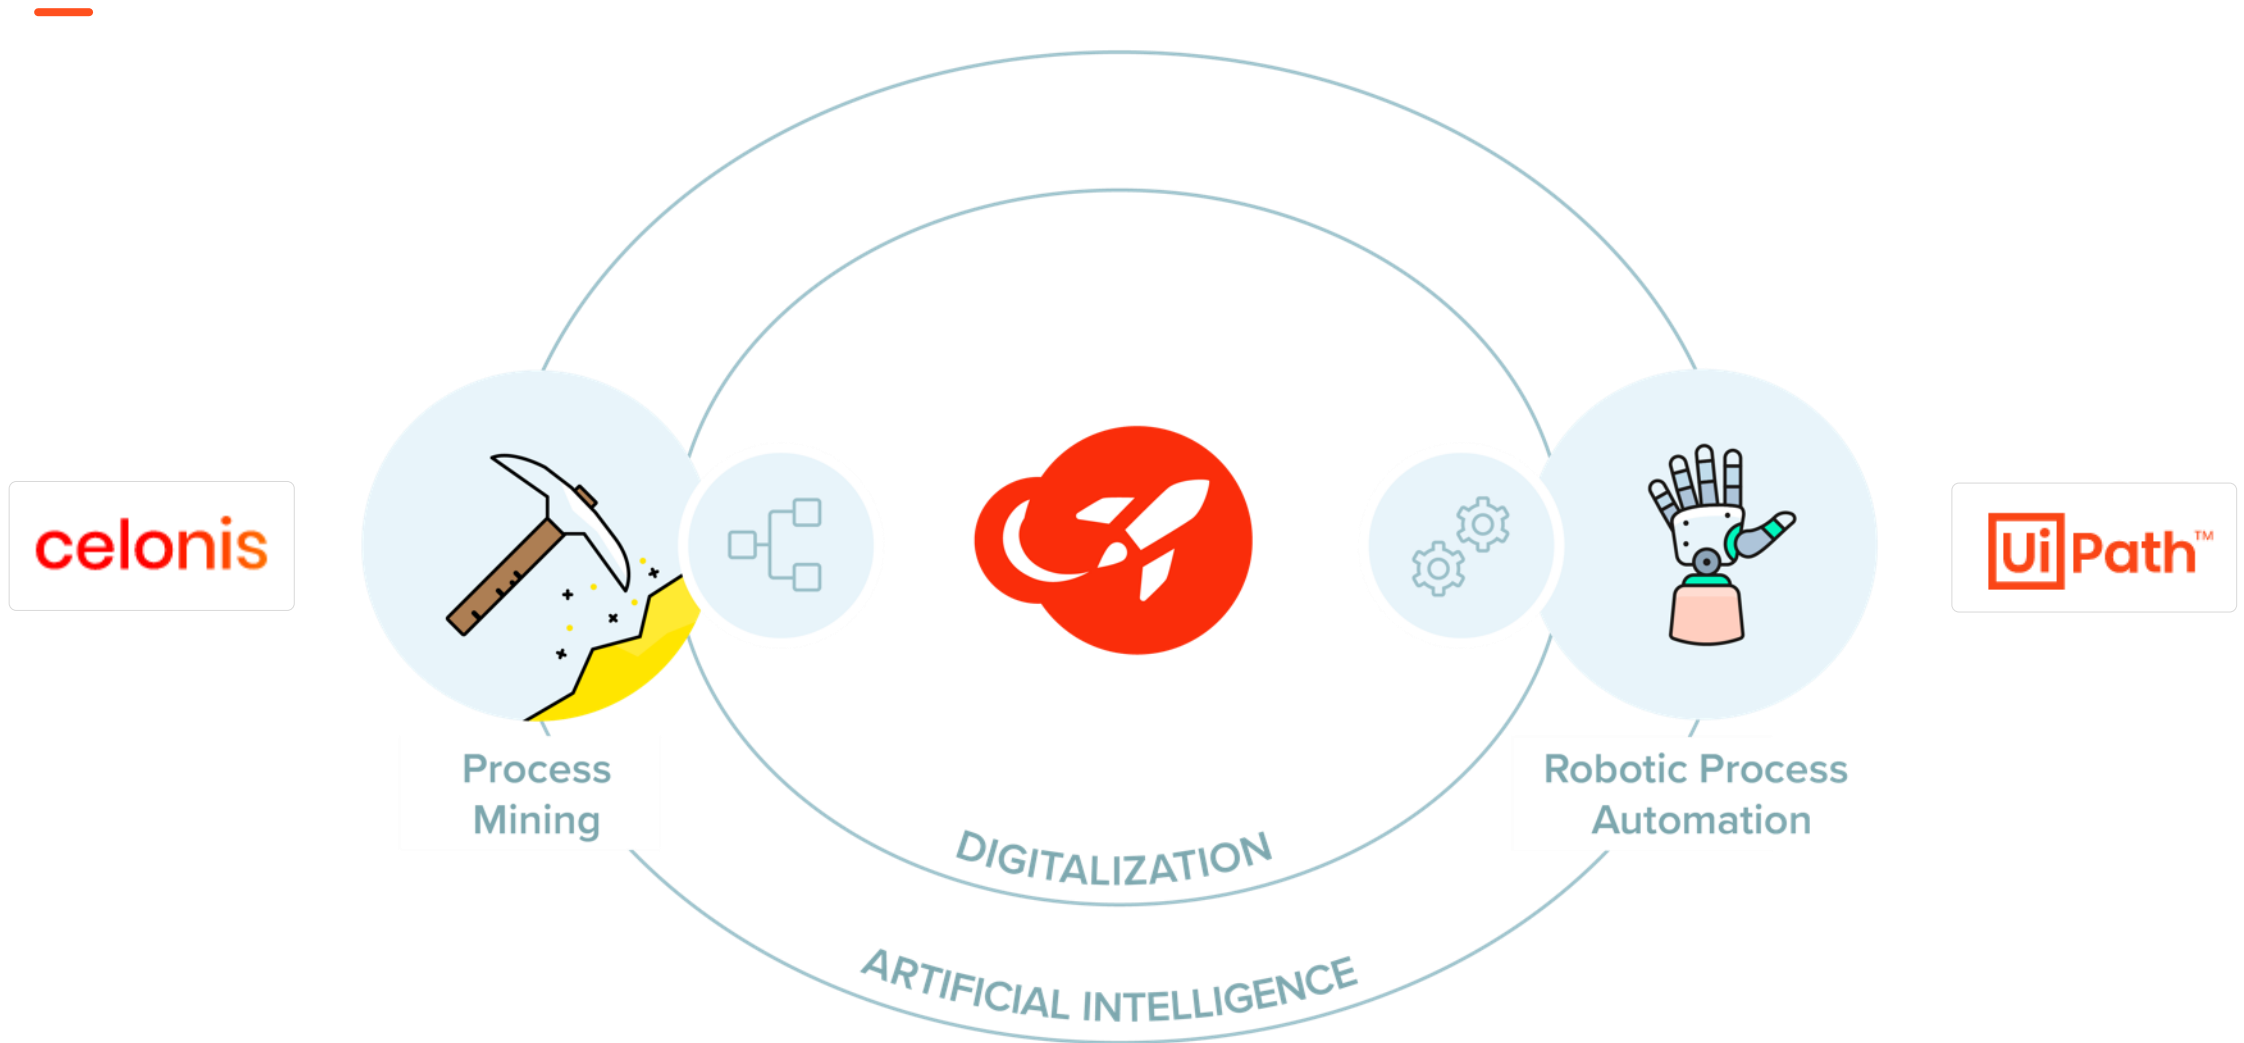 celonis
Process
Mining
DIGITALIZATION
ARTIFICIAL INTELLIGENCE
Robotic Process
Automation
UiPath™